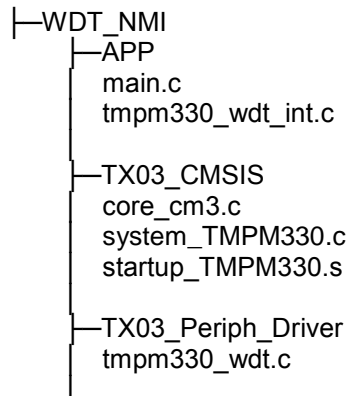 WDT_NMI
APP
main.c
tmpm330_wdt_int.c
TX03_CMSIS
core_cm3.c
system_TMPM330.c
startup_TMPM330.s
TX03_Periph_Driver
tmpm330_wdt.c